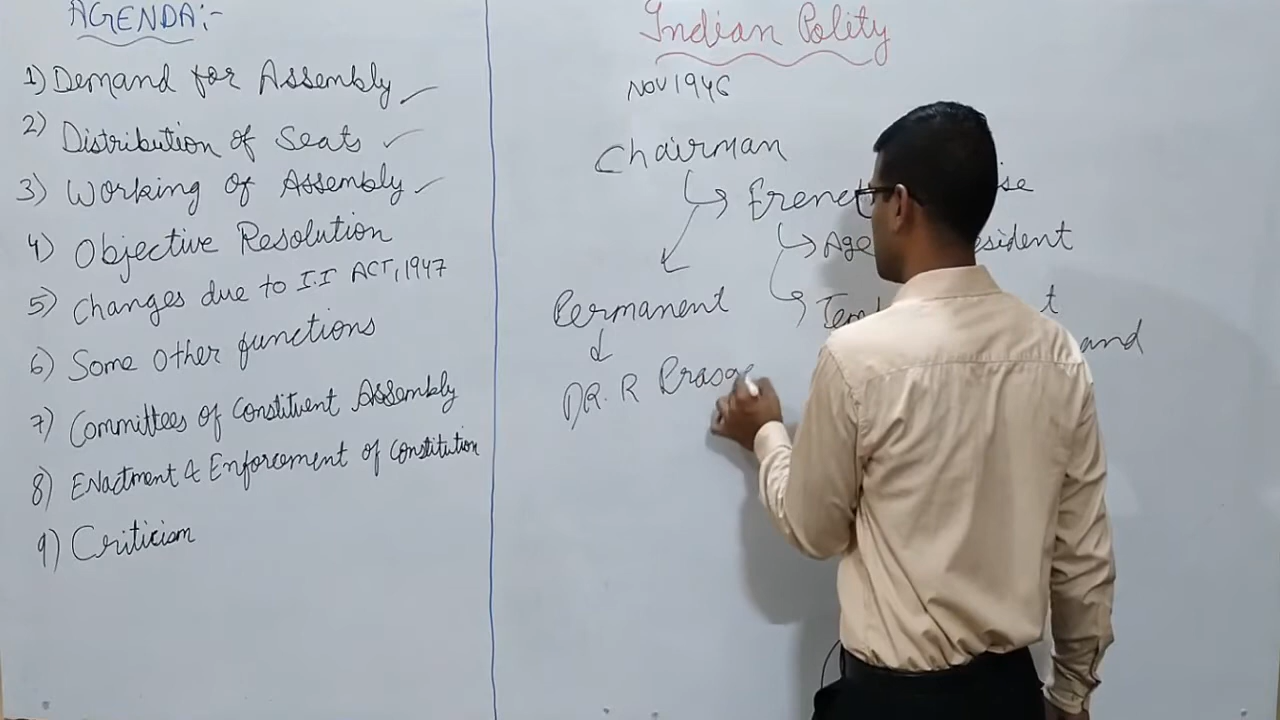 AGENDA:-
1) Demand for Assembly
2) Distribution of Seats
3) Working of Assembly
4) Objective Resolution
5) Changes due to I.I ACT, 1947
6) Some Other functions
7) Committees of Constituent Assembly
8) Enactment & Enforcement of Constitution
9) Criticism
Indian Polity
NOV 1946
Chairman
Permanent
DR. R
and